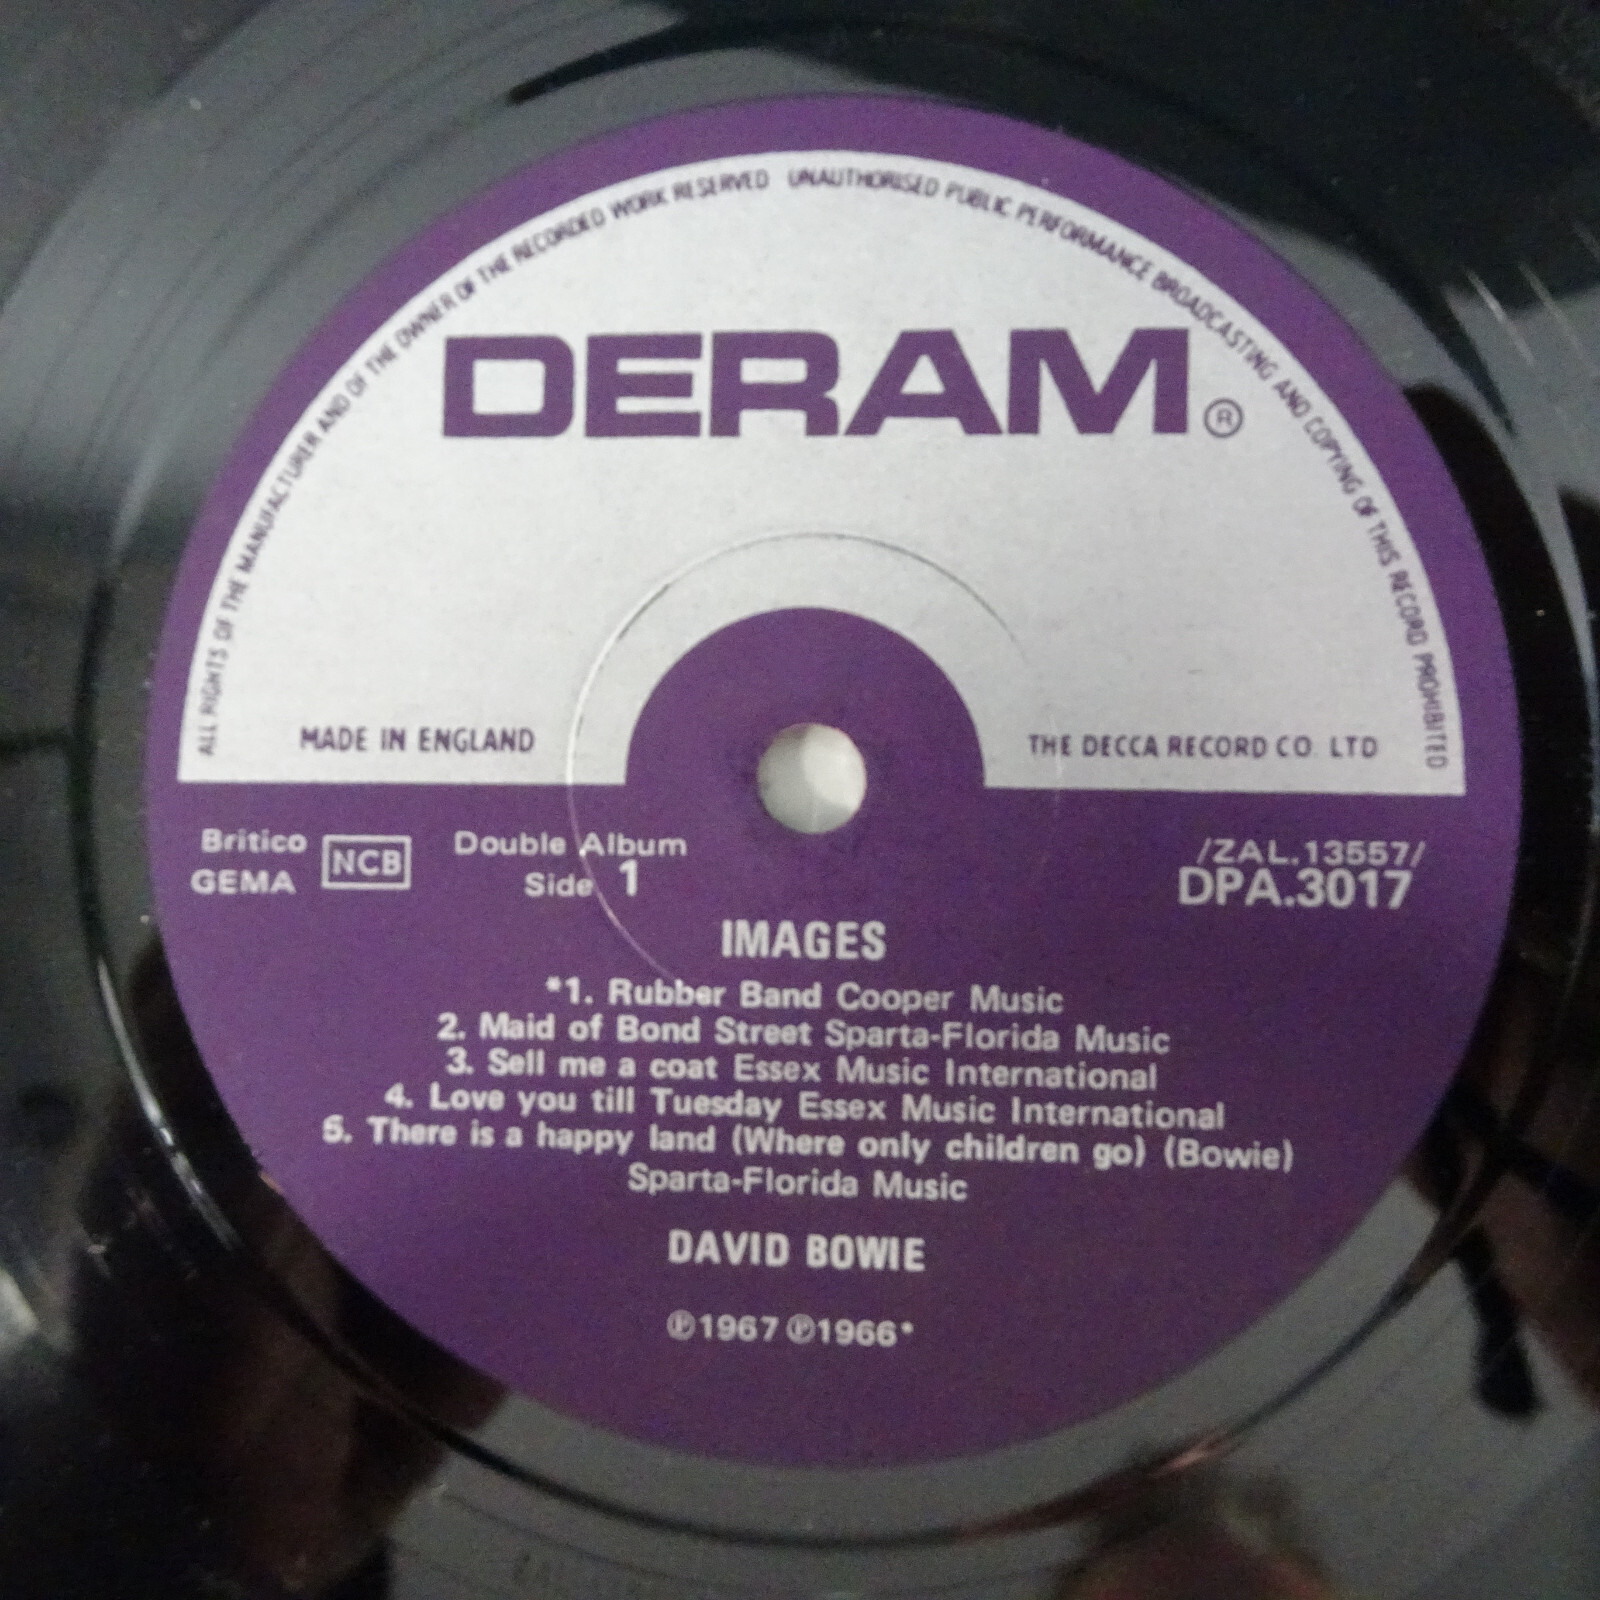 ALL RIGHTS OF THE MANUFACTURER AND OF THE OWNER OF THE RECORDED WORK RESERVED UNAUTHORISED PUBLIC PERFORMANCE BROADCASTING AND COPYING OF THIS RECORD PROHIBITED
DERAM®
MADE IN ENGLAND
THE DECCA RECORD CO. LTD
Britico
GEMA
NCB
Double Album
Side 1
/ZAL.13557/
DPA.3017
IMAGES
*1. Rubber Band Cooper Music
2. Maid of Bond Street Sparta-Florida Music
3. Sell me a coat Essex Music International
4. Love you till Tuesday Essex Music International
5. There is a happy land (Where only children go) (Bowie)
Sparta-Florida Music
DAVID BOWIE
℗1967 ℗1966*